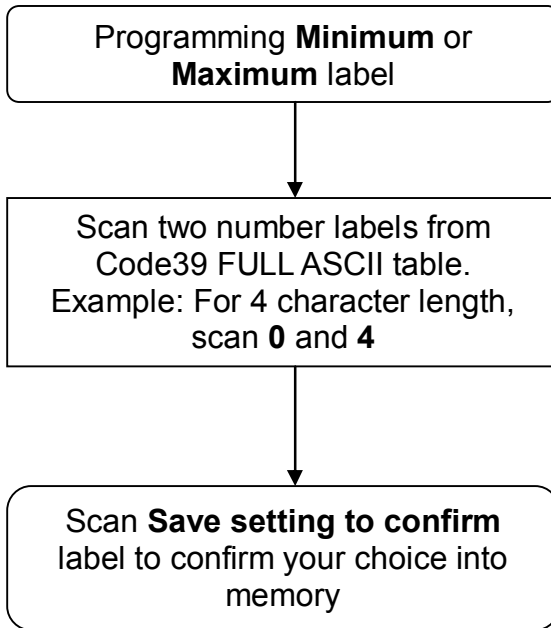 Programming Minimum or
Maximum label
Scan two number labels from
Code39 FULL ASCII table.
Example: For 4 character length,
scan 0 and 4
Scan Save setting to confirm
label to confirm your choice into
memory